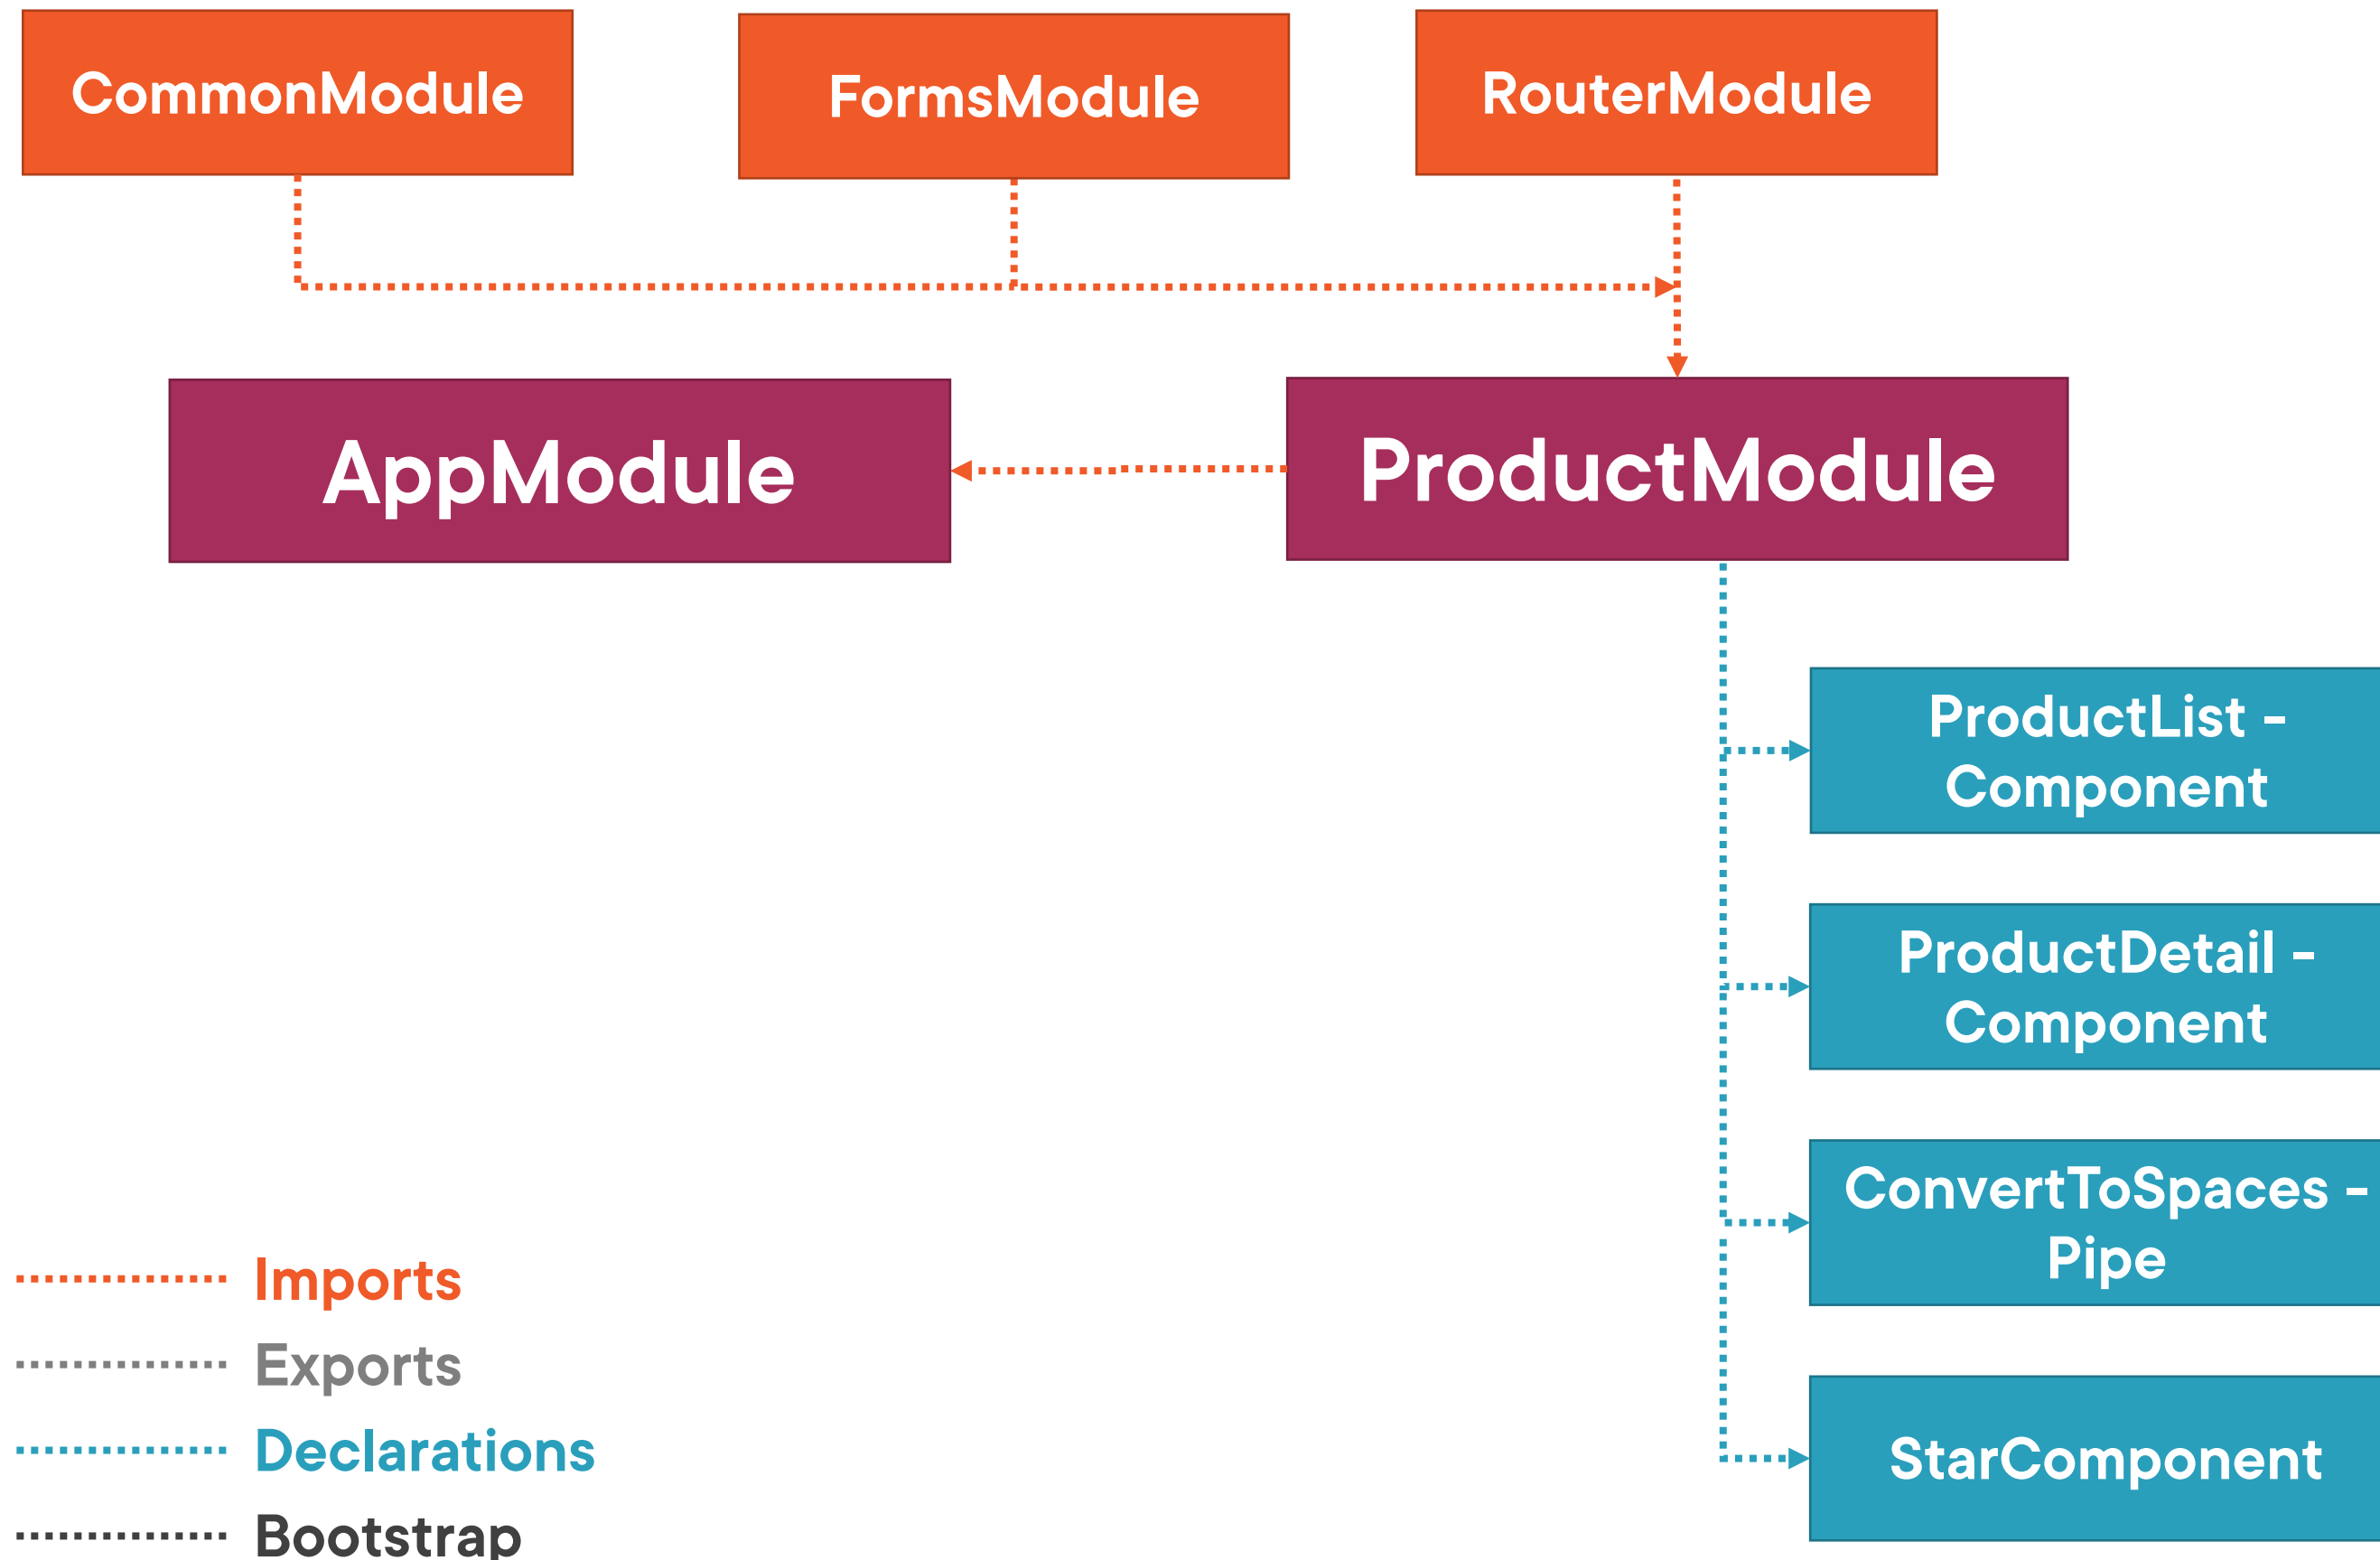 CommonModule
FormsModule
RouterModule
AppModule
ProductModule
ProductList -
Component
ProductDetail -
Component
ConvertToSpaces -
Pipe
StarComponent
Imports
Exports
Declarations
Bootstrap